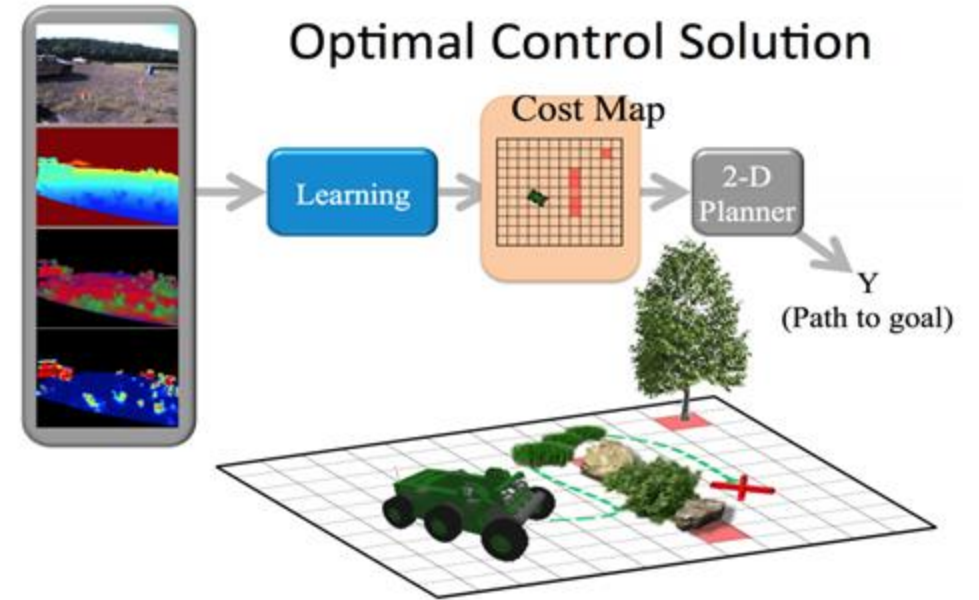 Optimal Control Solution
Cost Map
Learning
2-D
Planner
Y
(Path to goal)